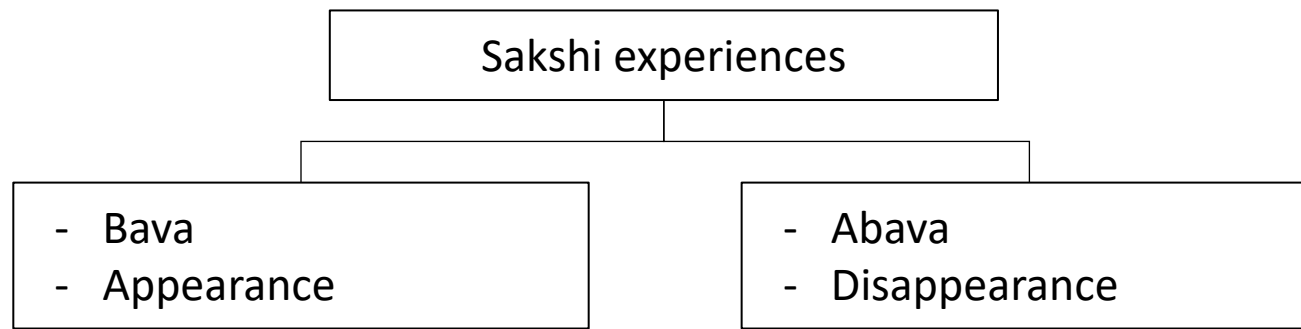 Sakshi experiences
- Bava
- Appearance
- Abava
- Disappearance